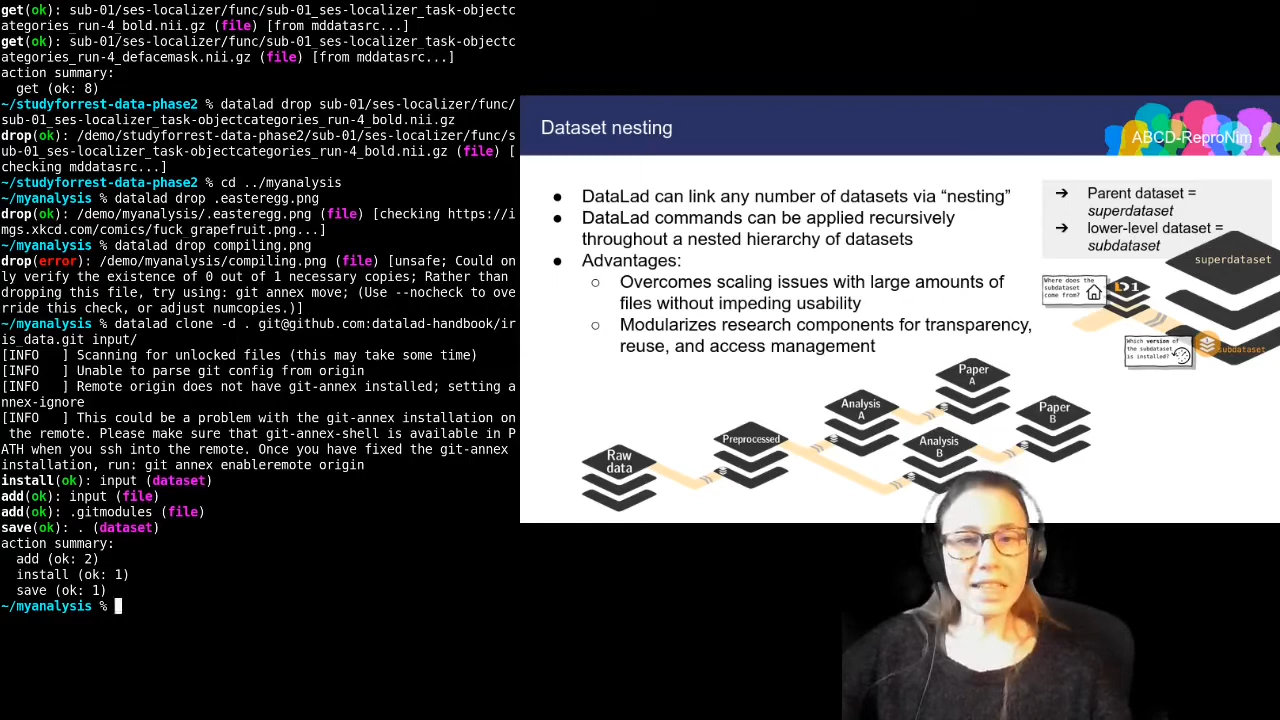 get(ok): sub-01/ses-localizer/func/sub-01_ses-localizer_task-objectc
ategories_run-4_bold.nii.gz (file) [from mddatasrc...]
get(ok): sub-01/ses-localizer/func/sub-01_ses-localizer_task-objectc
ategories_run-4_defacemask.nii.gz (file) [from mddatasrc...]
action summary:
  get (ok: 8)
~/studyforrest-data-phase2 % datalad drop sub-01/ses-localizer/func/
sub-01_ses-localizer_task-objectcategories_run-4_bold.nii.gz
drop(ok): /demo/studyforrest-data-phase2/sub-01/ses-localizer/func/s
ub-01_ses-localizer_task-objectcategories_run-4_bold.nii.gz (file) [
checking mddatasrc...]
~/studyforrest-data-phase2 % cd ../myanalysis
~/myanalysis % datalad drop .easteregg.png
drop(ok): /demo/myanalysis/.easteregg.png (file) [checking https://i
mgs.xkcd.com/comics/fuck_grapefruit.png...]
~/myanalysis % datalad drop compiling.png
drop(error): /demo/myanalysis/compiling.png (file) [unsafe; Could on
ly verify the existence of 0 out of 1 necessary copies; Rather than
dropping this file, try using: git annex move; (Use --nocheck to ove
rride this check, or adjust numcopies.)]
~/myanalysis % datalad clone -d . git@github.com:datalad-handbook/ir
is_data.git input/
[INFO   ] Scanning for unlocked files (this may take some time)
[INFO   ] Unable to parse git config from origin
[INFO   ] Remote origin does not have git-annex installed; setting a
nnex-ignore
[INFO   ] This could be a problem with the git-annex installation on
 the remote. Please make sure that git-annex-shell is available in P
ATH when you ssh into the remote. Once you have fixed the git-annex
installation, run: git annex enableremote origin
install(ok): input (dataset)
add(ok): input (file)
add(ok): .gitmodules (file)
save(ok): . (dataset)
action summary:
  add (ok: 2)
  install (ok: 1)
  save (ok: 1)
~/myanalysis %
Dataset nesting
ABCD-ReproNim
● DataLad can link any number of datasets via “nesting”
● DataLad commands can be applied recursively
throughout a nested hierarchy of datasets
● Advantages:
○ Overcomes scaling issues with large amounts of
files without impeding usability
○ Modularizes research components for transparency,
reuse, and access management
➔ Parent dataset =
superdataset
➔ lower-level dataset =
subdataset
superdataset
Where does the
subdataset
come from?
Which version of
the subdataset
is installed?
subdataset
Raw
data
Preprocessed
Analysis
A
Analysis
B
Paper
A
Paper
B